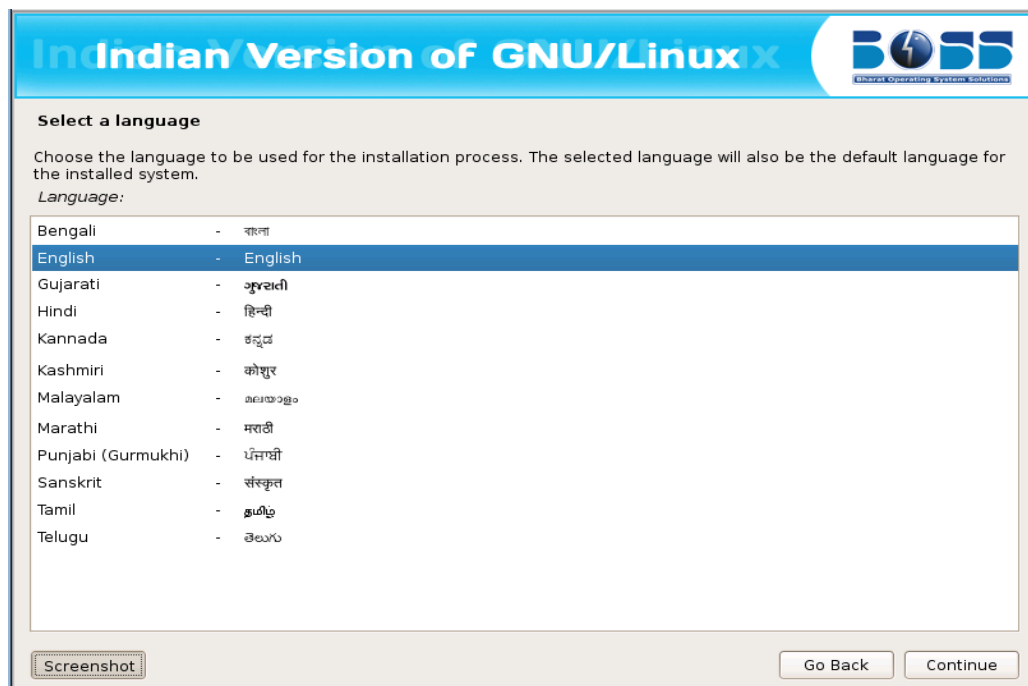 Indian Version of GNU/Linux
BOSS
Bharat Operating System Solutions
Select a language
Choose the language to be used for the installation process. The selected language will also be the default language for
the installed system.
Language:
Bengali - বাংলা
English - English
Gujarati - ગુજરાતી
Hindi - हिन्दी
Kannada - ಕನ್ನಡ
Kashmiri - कोशुर
Malayalam - മലയാളം
Marathi - मराठी
Punjabi (Gurmukhi) - ਪੰਜਾਬੀ
Sanskrit - संस्कृत
Tamil - தமிழ்
Telugu - తెలుగు
Screenshot Go Back Continue